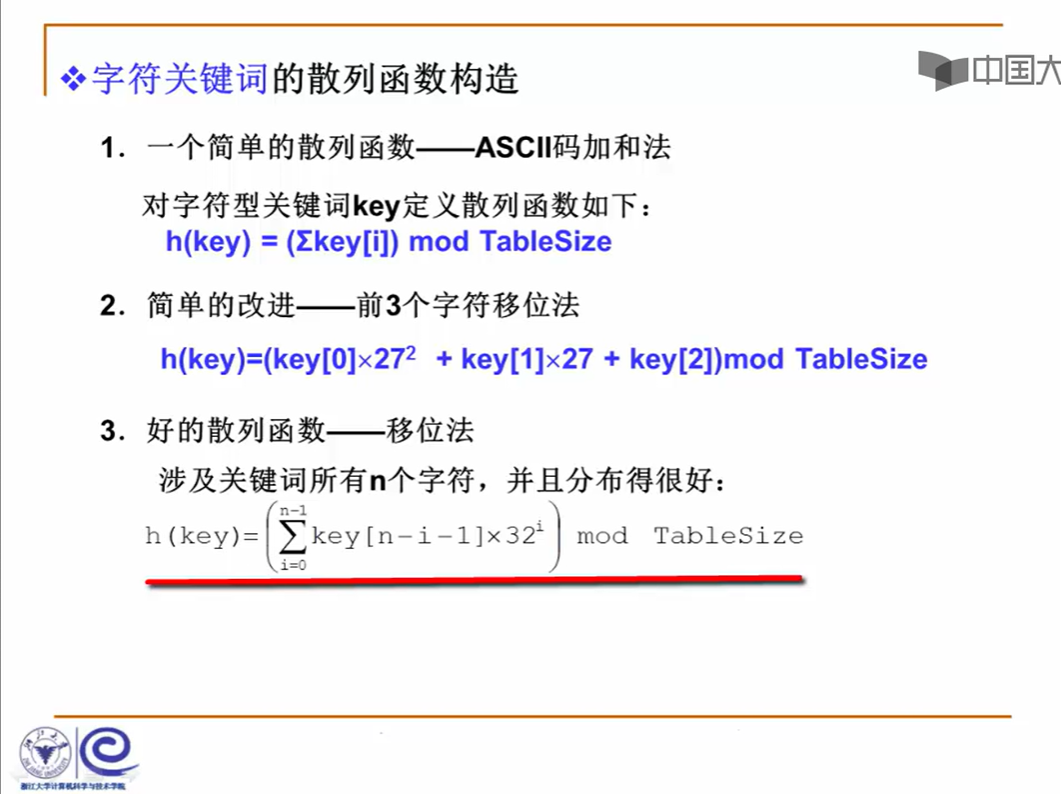 中国大
❖字符关键词的散列函数构造
1. 一个简单的散列函数——ASCII码加和法
对字符型关键词key定义散列函数如下：
h(key) = (Σkey[i]) mod TableSize
2. 简单的改进——前3个字符移位法
h(key)=(key[0]×27² + key[1]×27 + key[2])mod TableSize
3. 好的散列函数——移位法
涉及关键词所有n个字符，并且分布得很好：
h(key)=(∑_{i=0}^{n-1} key[n-i-1]×32^i) mod TableSize
浙江大学计算机科学与技术学院